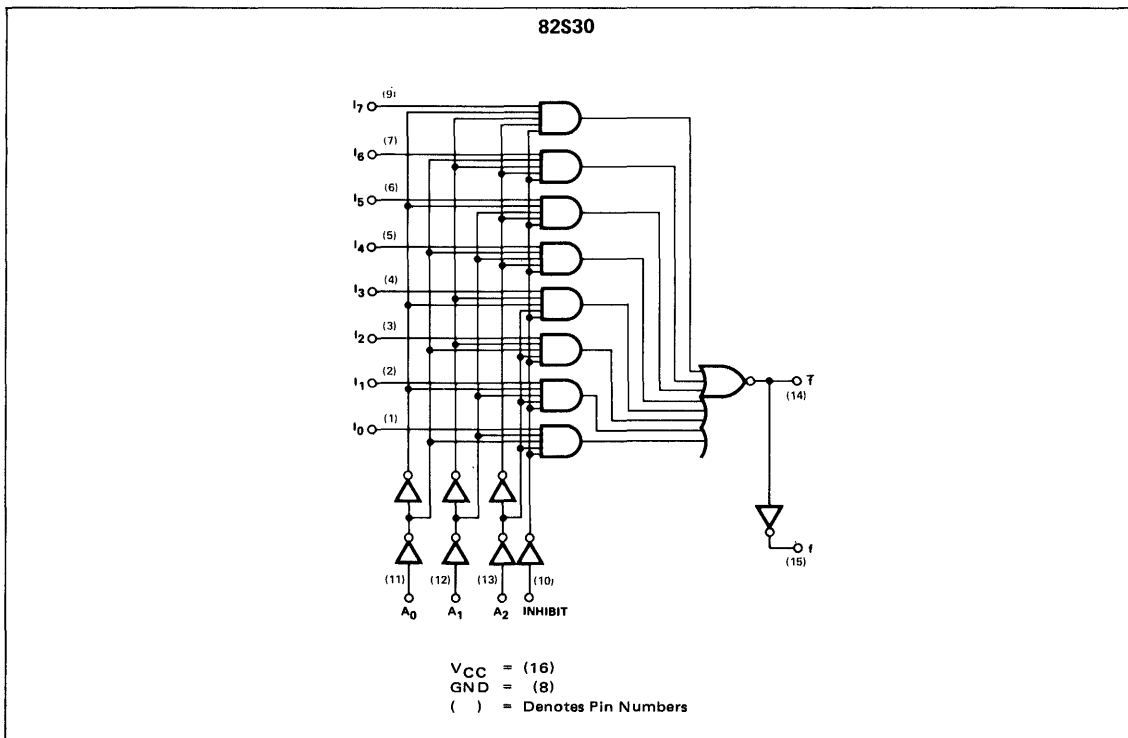 82S30
I7 (9)
I6 (7)
I5 (6)
I4 (5)
I3 (4)
I2 (3)
I1 (2)
I0 (1)
f̅
(14)
f
(15)
(11) (12) (13) (10)
A0 A1 A2 INHIBIT
VCC = (16)
GND = (8)
( ) = Denotes Pin Numbers